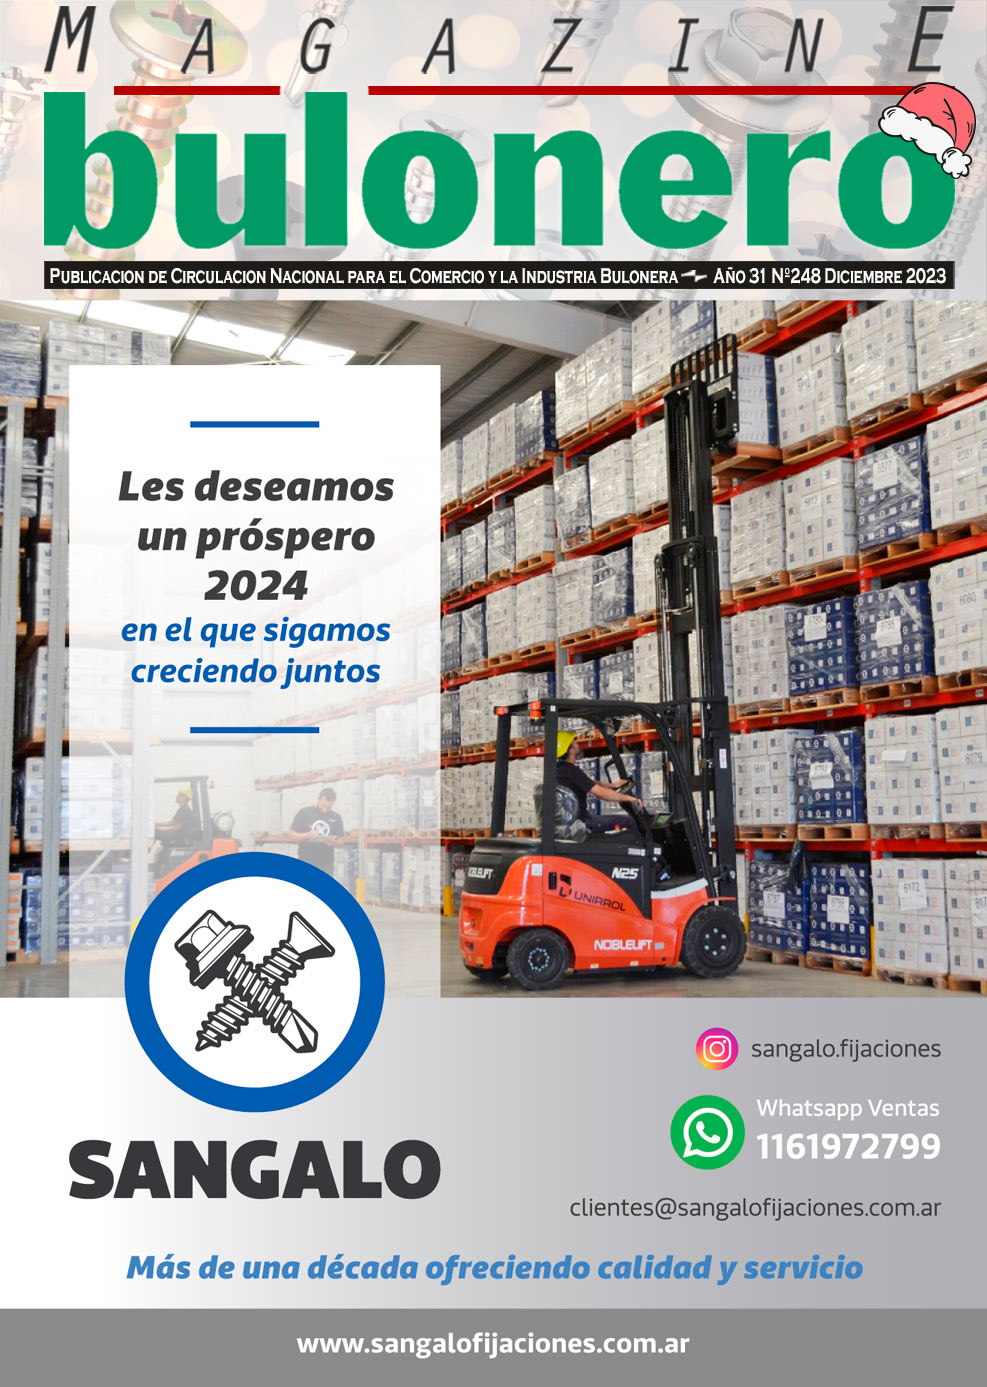 MAGAZINE
bulonero
PUBLICACION DE CIRCULACION NACIONAL PARA EL COMERCIO Y LA INDUSTRIA BULONERA AÑO 31 Nº248 DICIEMBRE 2023
Les deseamos
un próspero
2024
en el que sigamos
creciendo juntos
N25
NOBLELIFT
UNIRROL
NOBLELIFT
6172
sangalo.fijaciones
Whatsapp Ventas
1161972799
SANGALO
clientes@sangalofijaciones.com.ar
Más de una década ofreciendo calidad y servicio
www.sangalofijaciones.com.ar